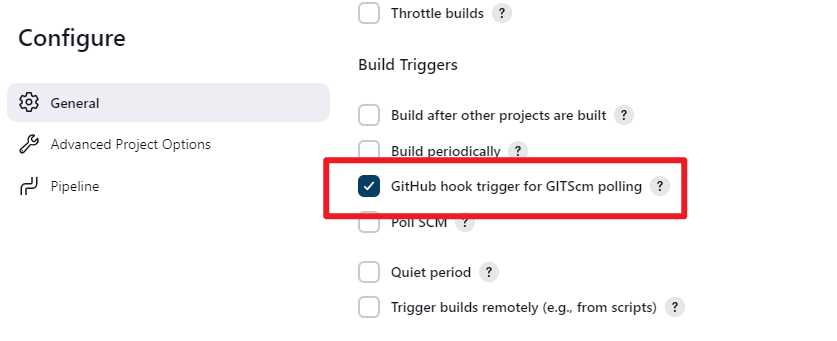 Throttle builds ?
Configure
Build Triggers
General
Build after other projects are built ?
Advanced Project Options
Build periodically ?
Pipeline
GitHub hook trigger for GITScm polling ?
Poll SCM ?
Quiet period ?
Trigger builds remotely (e.g., from scripts) ?